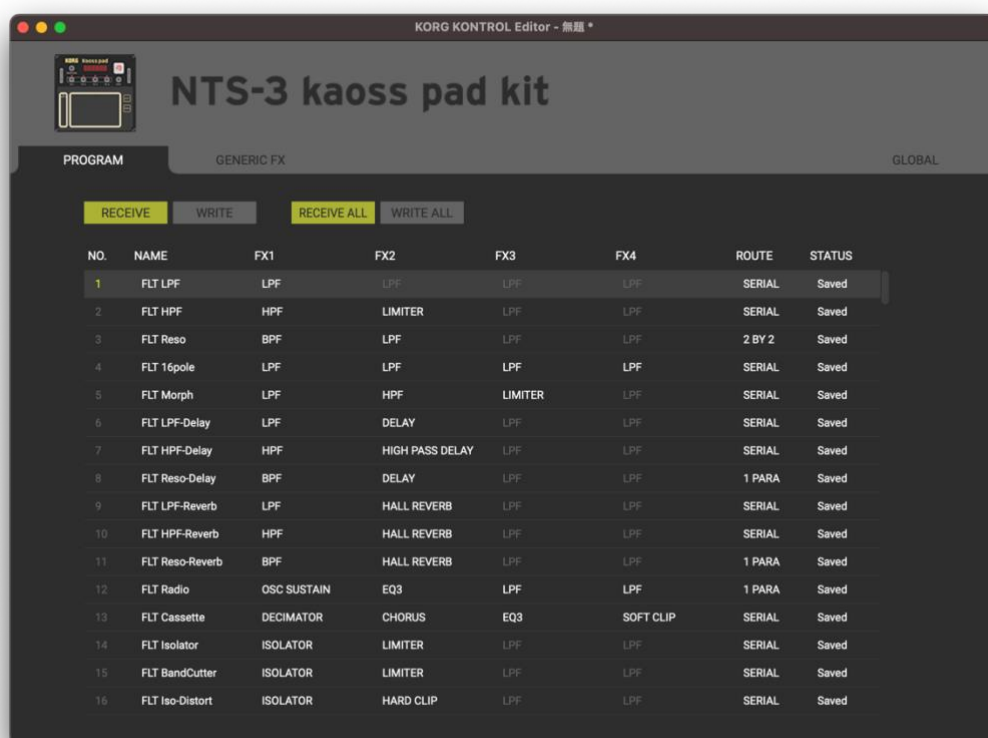 KORG KONTROL Editor - 無題 *
KORG kaoss pad
NTS-3 kaoss pad kit
PROGRAM GENERIC FX GLOBAL
RECEIVE WRITE RECEIVE ALL WRITE ALL
NO. NAME FX1 FX2 FX3 FX4 ROUTE STATUS
1 FLT LPF LPF LPF LPF LPF SERIAL Saved
2 FLT HPF HPF LIMITER LPF LPF SERIAL Saved
3 FLT Reso BPF LPF LPF LPF 2 BY 2 Saved
4 FLT 16pole LPF LPF LPF LPF SERIAL Saved
5 FLT Morph LPF HPF LIMITER LPF SERIAL Saved
6 FLT LPF-Delay LPF DELAY LPF LPF SERIAL Saved
7 FLT HPF-Delay HPF HIGH PASS DELAY LPF LPF SERIAL Saved
8 FLT Reso-Delay BPF DELAY LPF LPF 1 PARA Saved
9 FLT LPF-Reverb LPF HALL REVERB LPF LPF SERIAL Saved
10 FLT HPF-Reverb HPF HALL REVERB LPF LPF SERIAL Saved
11 FLT Reso-Reverb BPF HALL REVERB LPF LPF 1 PARA Saved
12 FLT Radio OSC SUSTAIN EQ3 LPF LPF 1 PARA Saved
13 FLT Cassette DECIMATOR CHORUS EQ3 SOFT CLIP SERIAL Saved
14 FLT Isolator ISOLATOR LIMITER LPF LPF SERIAL Saved
15 FLT BandCutter ISOLATOR LIMITER LPF LPF SERIAL Saved
16 FLT Iso-Distort ISOLATOR HARD CLIP LPF LPF SERIAL Saved